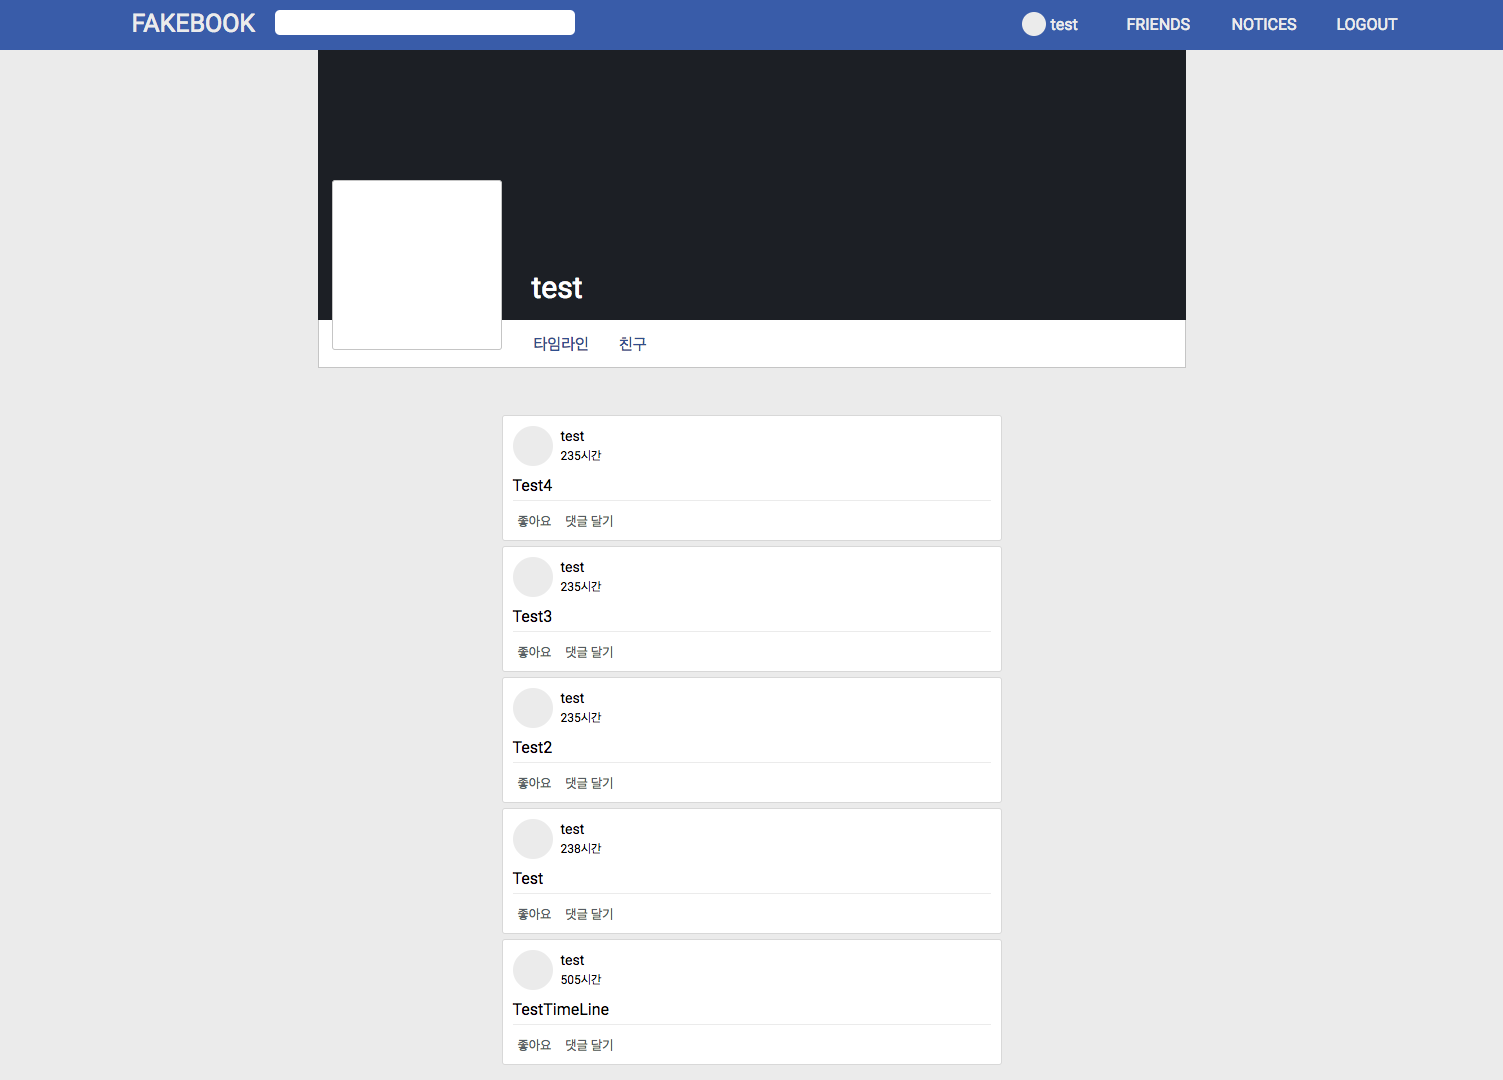 FAKEBOOK test FRIENDS NOTICES LOGOUT
test
타임라인 친구
test
235시간
Test4
좋아요 댓글 달기
test
235시간
Test3
좋아요 댓글 달기
test
235시간
Test2
좋아요 댓글 달기
test
238시간
Test
좋아요 댓글 달기
test
505시간
TestTimeLine
좋아요 댓글 달기